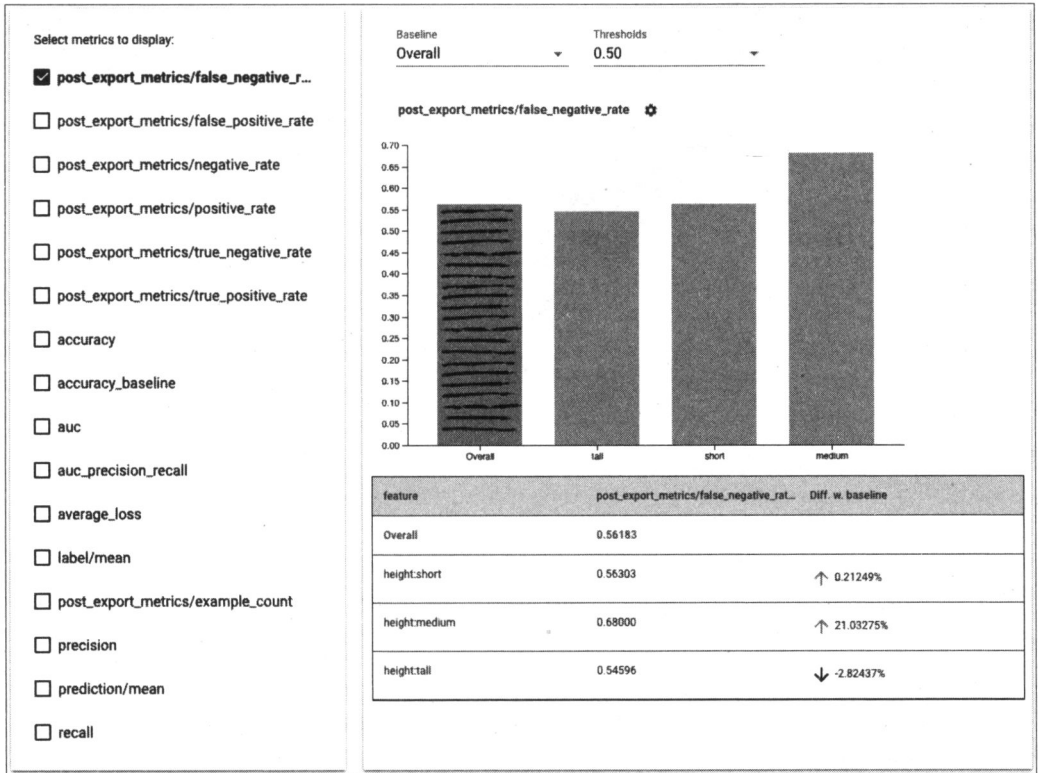 Select metrics to display:
post_export_metrics/false_negative_r...
post_export_metrics/false_positive_rate
post_export_metrics/negative_rate
post_export_metrics/positive_rate
post_export_metrics/true_negative_rate
post_export_metrics/true_positive_rate
accuracy
accuracy_baseline
auc
auc_precision_recall
average_loss
label/mean
post_export_metrics/example_count
precision
prediction/mean
recall
Baseline Thresholds
Overall 0.50
post_export_metrics/false_negative_rate
0.70
0.65
0.60
0.55
0.50
0.45
0.40
0.35
0.30
0.25
0.20
0.15
0.10
0.05
0.00
Overall tall short medium
feature post_export_metrics/false_negative_rat... Diff. w. baseline
Overall 0.56183
height:short 0.56303 0.21249%
height:medium 0.68000 21.03275%
height:tall 0.54596 -2.82437%